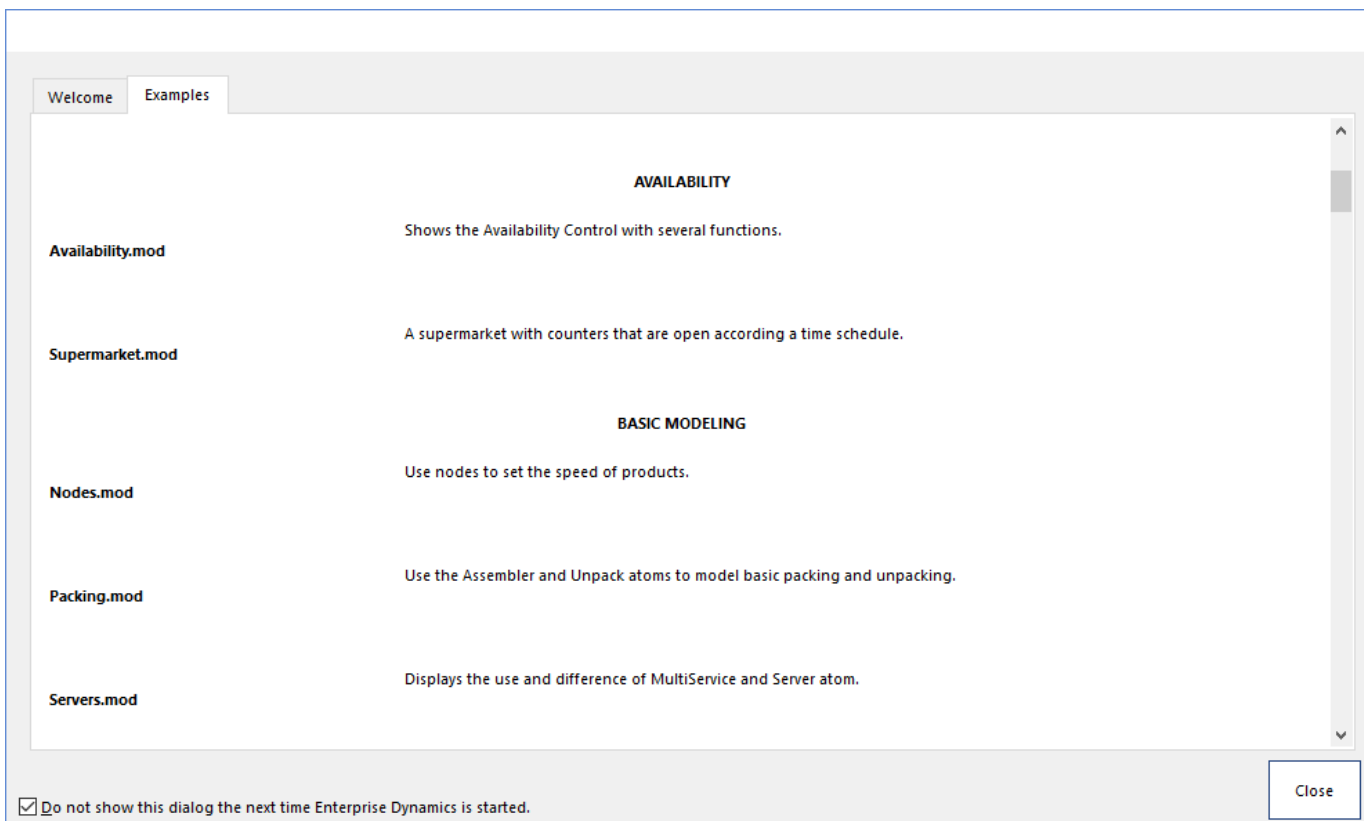 Welcome
Examples
AVAILABILITY
Shows the Availability Control with several functions.
Availability.mod
A supermarket with counters that are open according a time schedule.
Supermarket.mod
BASIC MODELING
Use nodes to set the speed of products.
Nodes.mod
Use the Assembler and Unpack atoms to model basic packing and unpacking.
Packing.mod
Displays the use and difference of MultiService and Server atom.
Servers.mod
Close
Do not show this dialog the next time Enterprise Dynamics is started.